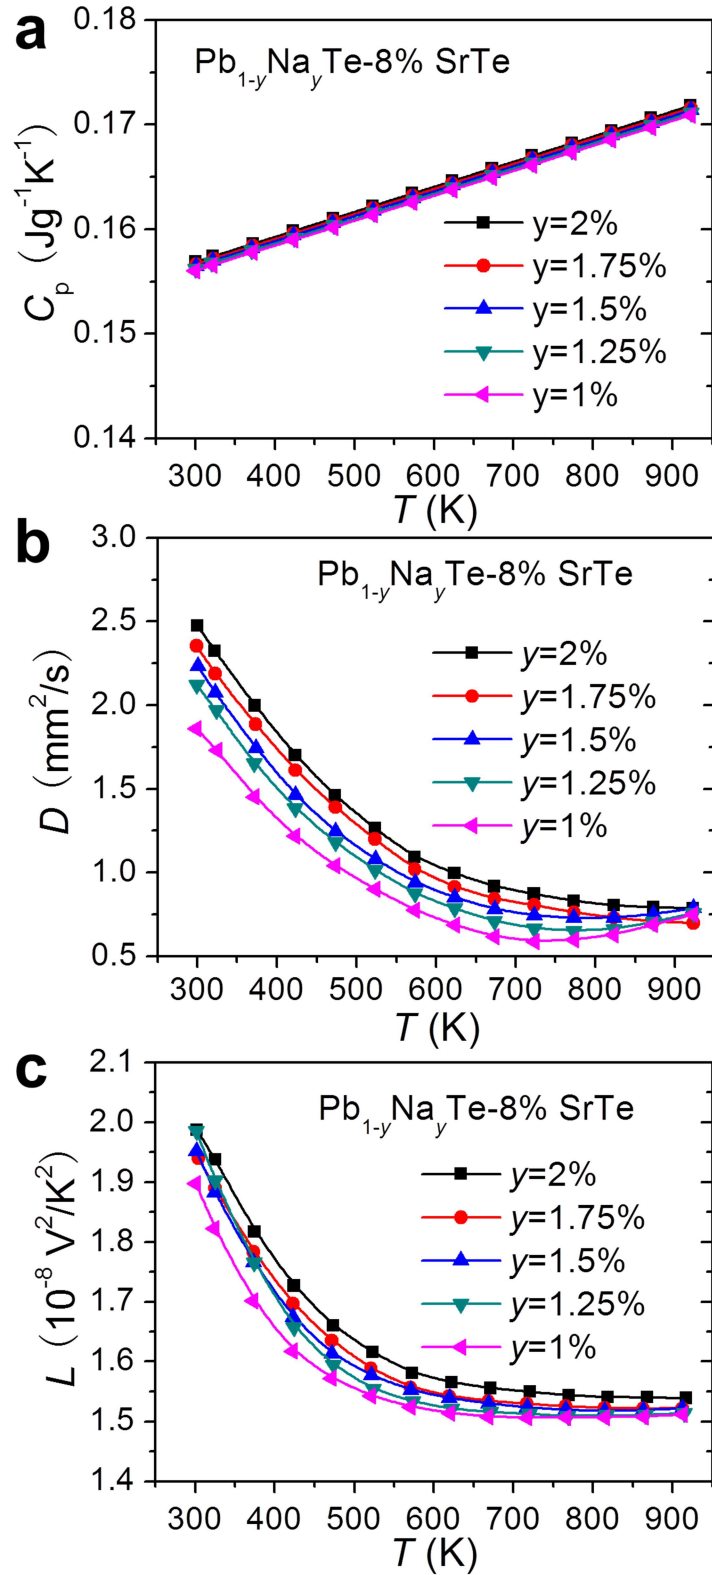 a
0.18
Pb₁₋yNayTe-8% SrTe
0.17
Cp (Jg⁻¹K⁻¹)
0.16
y=2%
y=1.75%
0.15
y=1.5%
y=1.25%
y=1%
0.14
300 400 500 600 700 800 900
T (K)
b
3.0
Pb₁₋yNayTe-8% SrTe
2.5
y=2%
y=1.75%
2.0
D (mm²/s)
y=1.5%
1.5
y=1.25%
y=1%
1.0
0.5
300 400 500 600 700 800 900
T (K)
c
2.1
Pb₁₋yNayTe-8% SrTe
2.0
y=2%
1.9
y=1.75%
L (10⁻⁸ V²/K²)
1.8
y=1.5%
1.7
y=1.25%
y=1%
1.6
1.5
1.4
300 400 500 600 700 800 900
T (K)